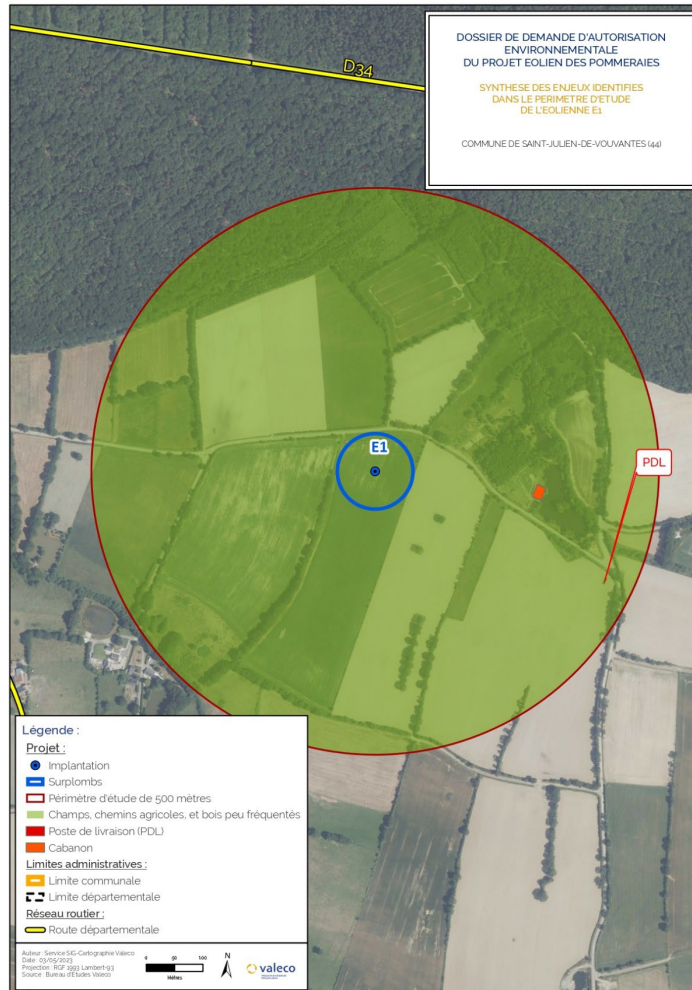 D34
DOSSIER DE DEMANDE D'AUTORISATION
ENVIRONNEMENTALE
DU PROJET EOLIEN DES POMMERAIES
SYNTHESE DES ENJEUX IDENTIFIES
DANS LE PERIMETRE D'ETUDE
DE L'EOLIENNE E1
COMMUNE DE SAINT-JULIEN-DE-VOUVANTES (44)
E1
PDL
Légende :
Projet :
Implantation
Surplombs
Périmètre d'étude de 500 mètres
Champs, chemins agricoles, et bois peu fréquentés
Poste de livraison (PDL)
Cabanon
Limites administratives :
Limite communale
Limite départementale
Réseau routier :
Route départementale
Auteur : Service SIG-Cartographie Valeco
Date : 03/05/2023
Projection : RGF 1993 Lambert-93
Source : Bureau d'Etudes Valeco
0 50 100
Mètres
N
valeco